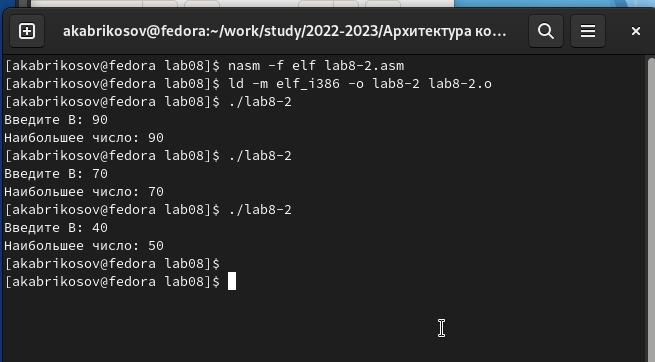 akabrikosov@fedora:~/work/study/2022-2023/Архитектура ко...
[akabrikosov@fedora lab08]$ nasm -f elf lab8-2.asm
[akabrikosov@fedora lab08]$ ld -m elf_i386 -o lab8-2 lab8-2.o
[akabrikosov@fedora lab08]$ ./lab8-2
Введите В: 90
Наибольшее число: 90
[akabrikosov@fedora lab08]$ ./lab8-2
Введите В: 70
Наибольшее число: 70
[akabrikosov@fedora lab08]$ ./lab8-2
Введите В: 40
Наибольшее число: 50
[akabrikosov@fedora lab08]$
[akabrikosov@fedora lab08]$